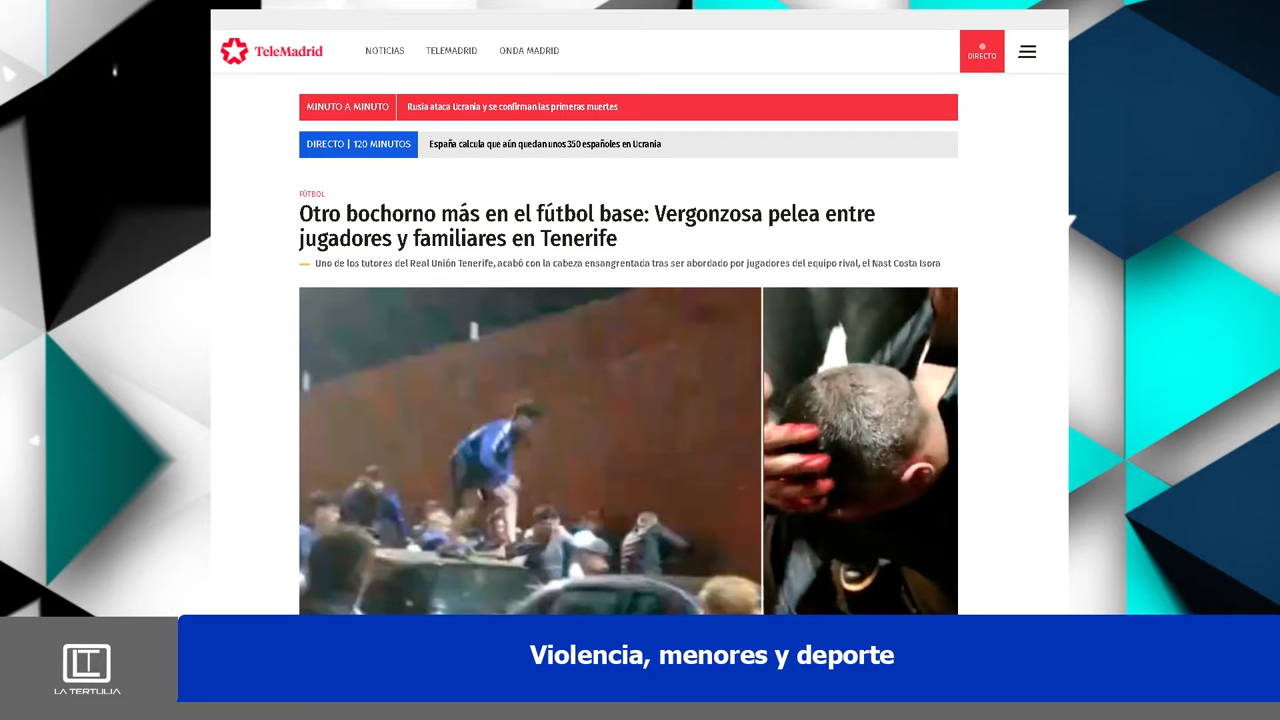 TeleMadrid
NOTICIAS TELEMADRID ONDA MADRID
DIRECTO
MINUTO A MINUTO Rusia ataca Ucrania y se confirman las primeras muertes
DIRECTO | 120 MINUTOS España calcula que aún quedan unos 350 españoles en Ucrania
FÚTBOL
Otro bochorno más en el fútbol base: Vergonzosa pelea entre
jugadores y familiares en Tenerife
Uno de los tutores del Real Unión Tenerife, acabó con la cabeza ensangrentada tras ser abordado por jugadores del equipo rival, el Nast Costa Isora
Violencia, menores y deporte
LT
LA TERTULIA